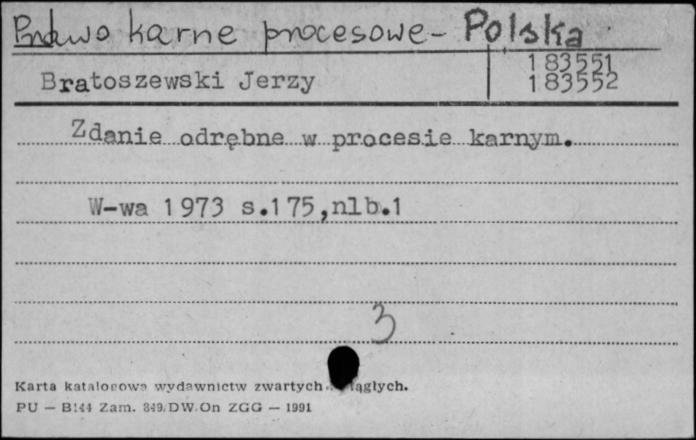 Prawo karne procesowe - Polska
183551
Bratoszewski Jerzy
183552
Zdanie odrębne w procesie karnym.
W-wa 1973 s.175,nlb.1
3
Karta katalogowa wydawnictw zwartych
PU — B144 Zam. 849/DW/On ZGG — 1991